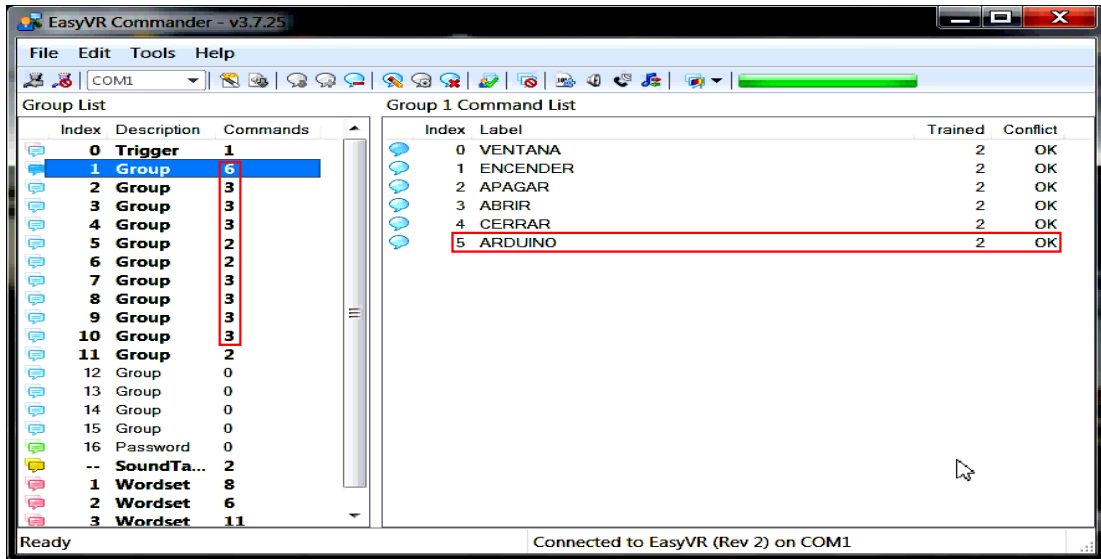 EasyVR Commander - v3.7.25
File Edit Tools Help
COM1
Group List
Index Description Commands
0 Trigger 1
1 Group 6
2 Group 3
3 Group 3
4 Group 3
5 Group 2
6 Group 2
7 Group 3
8 Group 3
9 Group 3
10 Group 3
11 Group 2
12 Group 0
13 Group 0
14 Group 0
15 Group 0
16 Password 0
-- SoundTa... 2
1 Wordset 8
2 Wordset 6
3 Wordset 11
Group 1 Command List
Index Label Trained Conflict
0 VENTANA 2 OK
1 ENCENDER 2 OK
2 APAGAR 2 OK
3 ABRIR 2 OK
4 CERRAR 2 OK
5 ARDUINO 2 OK
Ready Connected to EasyVR (Rev 2) on COM1